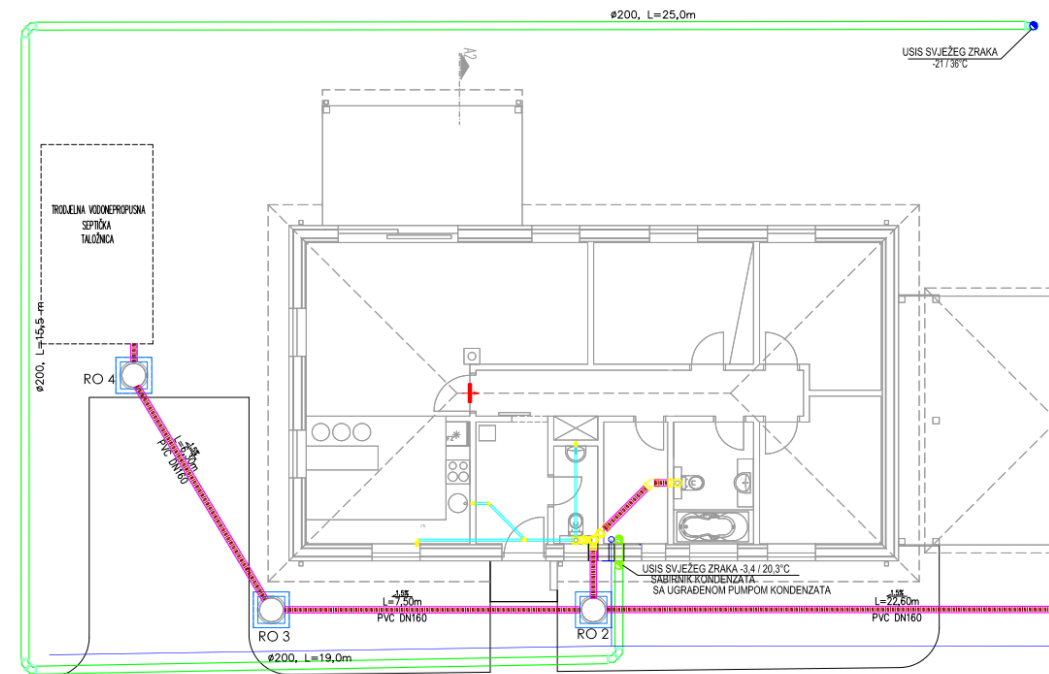 ø200, L=25,0m
USIS SVJEŽEG ZRAKA
-21 / 36°C
A2
TRODJELNA VODONEPROPUSNA
SEPTIČKA
TALOŽNICA
ø200, L=15,5 m
RO 4
PVC DN160
USIS SVJEŽEG ZRAKA -3,4 / 20,3°C
SABIRNIK KONDENZATA
SA UGRAĐENOM PUMPOM KONDENZATA
1,5%
L=7,50m
PVC DN160
1,5%
L=22,60m
PVC DN160
RO 3
RO 2
ø200, L=19,0m